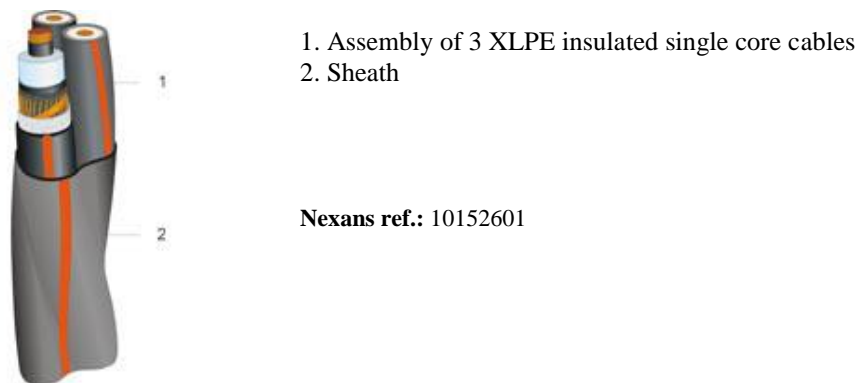 1. Assembly of 3 XLPE insulated single core cables
2. Sheath
1
2
Nexans ref.: 10152601